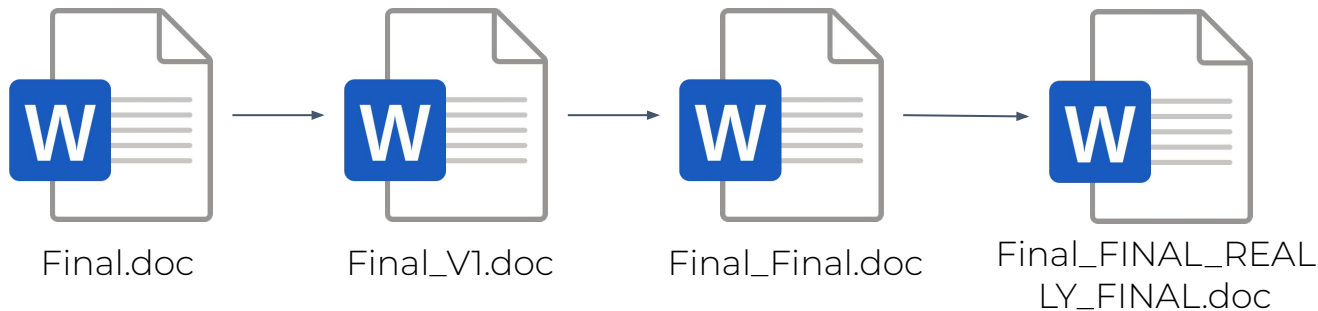 W
W
W
W
Final.doc
Final_V1.doc
Final_Final.doc
Final_FINAL_REAL
LY_FINAL.doc